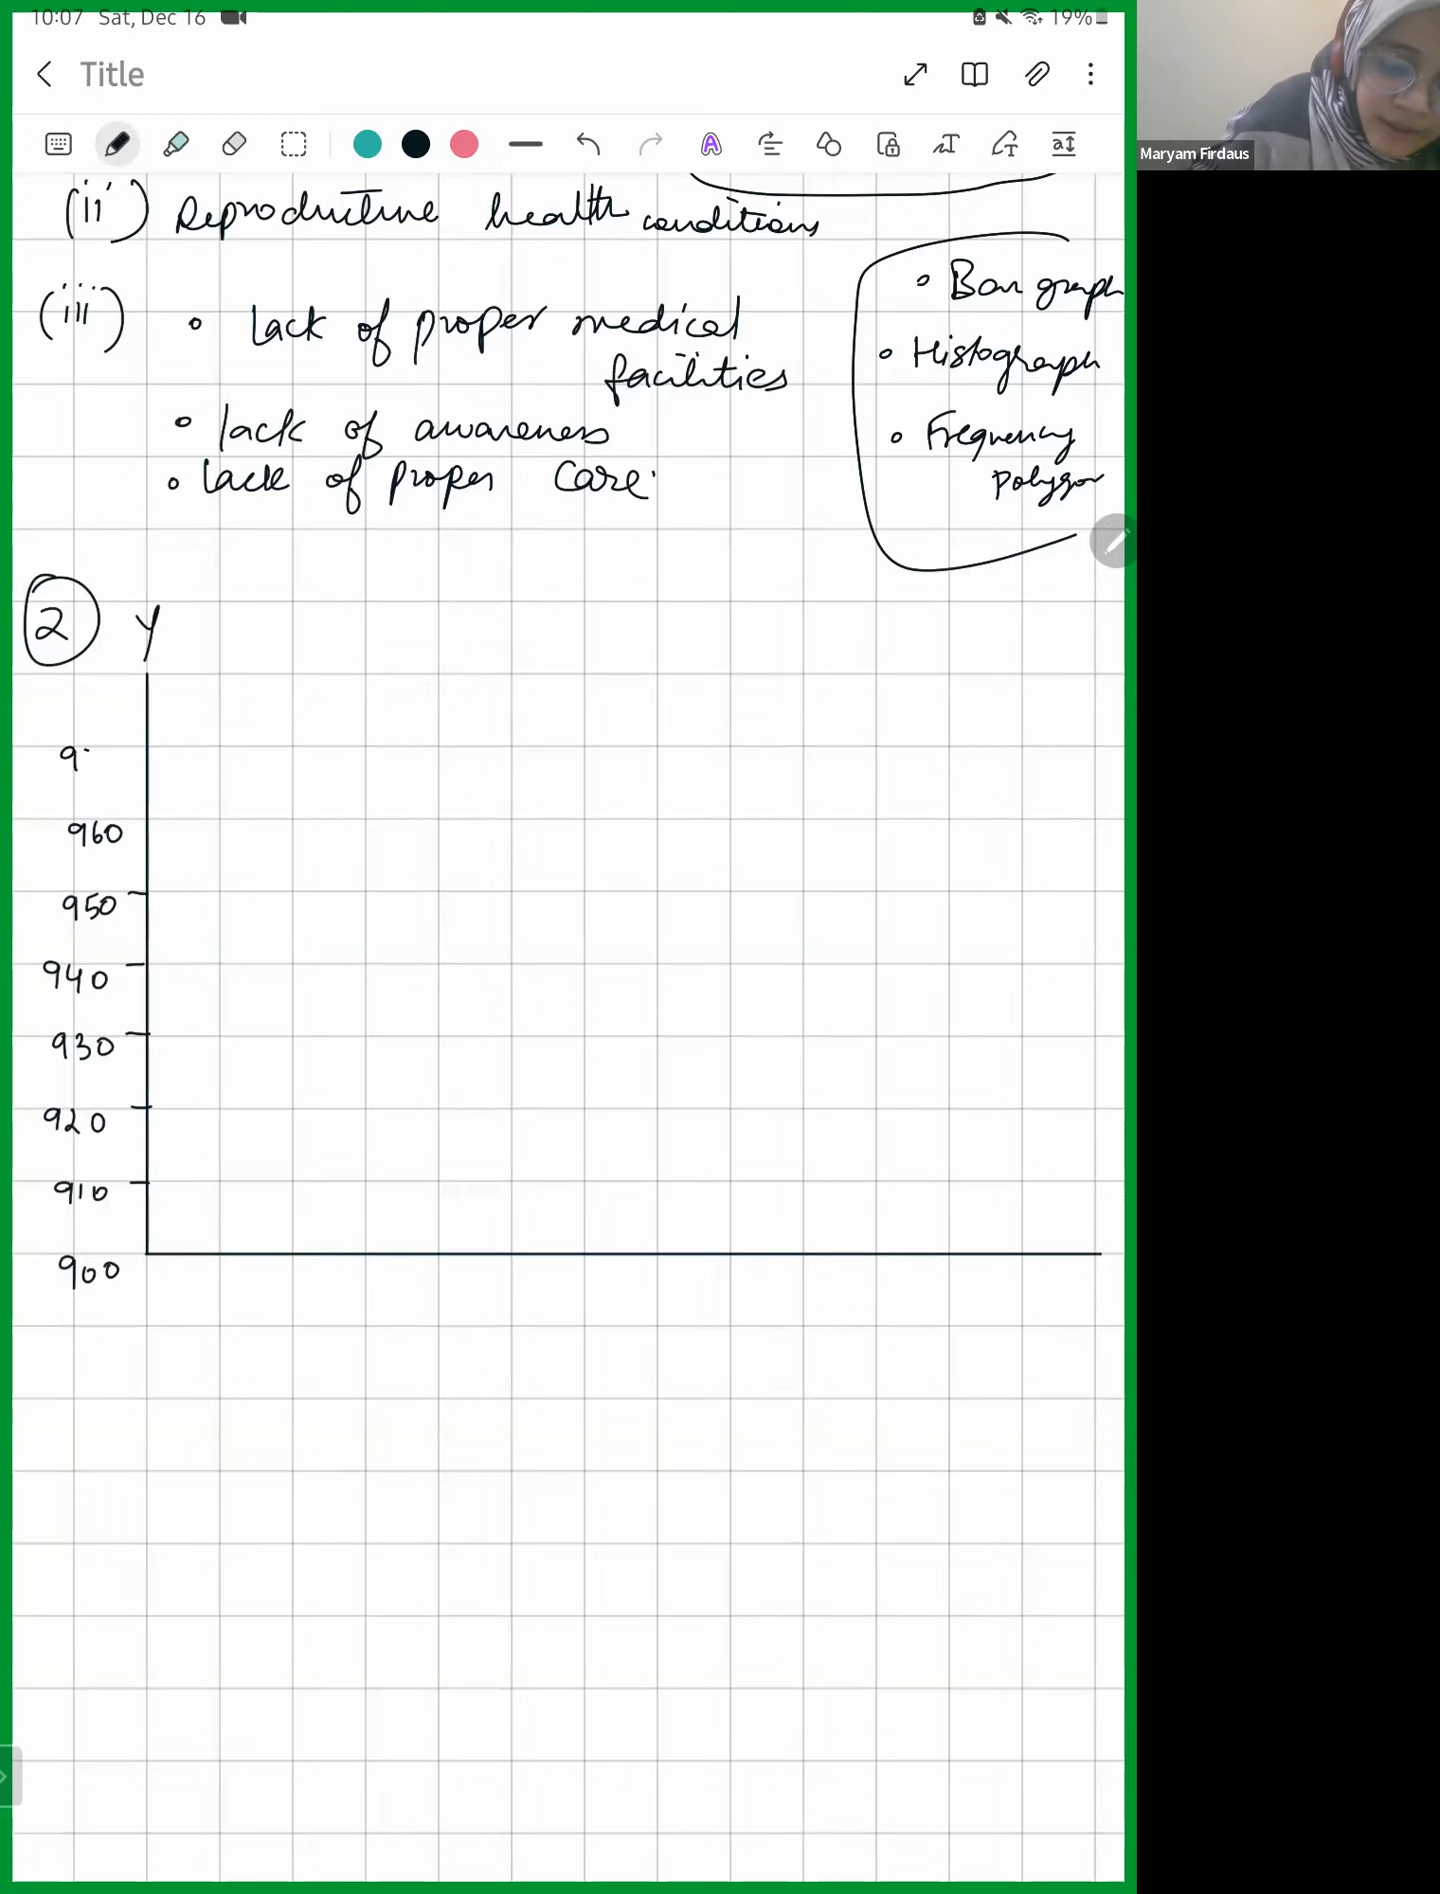 10:07 Sat, Dec 16
19%
Title
Maryam Firdaus
(ii) Reproductive health conditions
(iii) • Lack of proper medical
facilities
• lack of awareness
• lack of proper care.
• Bar graph
• Histograph
• Frequency
polygon
2 y
9
960
950
940
930
920
910
900